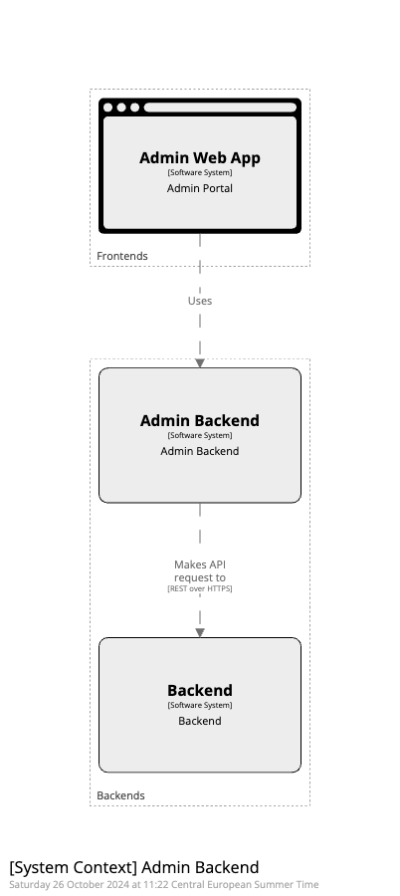 Admin Web App
[Software System]
Admin Portal
Frontends
Uses
Admin Backend
[Software System]
Admin Backend
Makes API
request to
[REST over HTTPS]
Backend
[Software System]
Backend
Backends
[System Context] Admin Backend
Saturday 26 October 2024 at 11:22 Central European Summer Time